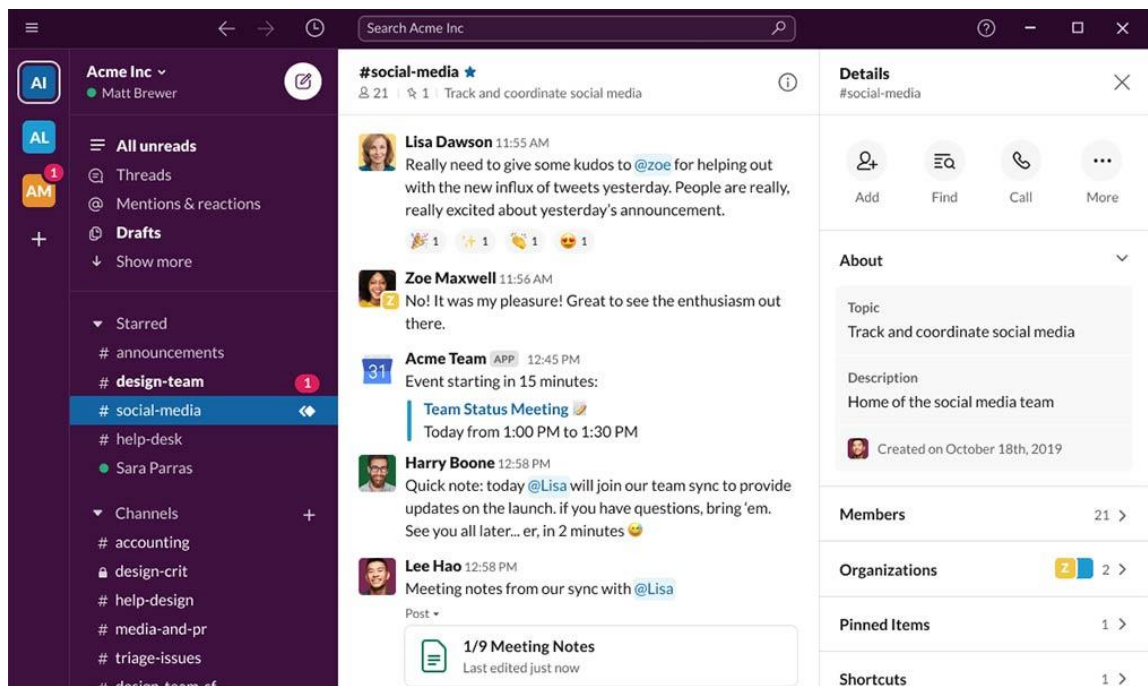 Search Acme Inc
AI
AL
AM
1
Acme Inc
Matt Brewer
All unreads
Threads
@ Mentions & reactions
Drafts
Show more
Starred
# announcements
# design-team 1
# social-media
# help-desk
Sara Parras
Channels +
# accounting
design-crit
# help-design
# media-and-pr
# triage-issues
#social-media
21 | 1 | Track and coordinate social media
Lisa Dawson 11:55 AM
Really need to give some kudos to @zoe for helping out
with the new influx of tweets yesterday. People are really,
really excited about yesterday’s announcement.
1 1 1 1
Zoe Maxwell 11:56 AM
Z
No! It was my pleasure! Great to see the enthusiasm out
there.
31
Acme Team APP 12:45 PM
Event starting in 15 minutes:
Team Status Meeting
Today from 1:00 PM to 1:30 PM
Harry Boone 12:58 PM
Quick note: today @Lisa will join our team sync to provide
updates on the launch. if you have questions, bring ‘em.
See you all later... er, in 2 minutes
Lee Hao 12:58 PM
Meeting notes from our sync with @Lisa
Post
1/9 Meeting Notes
Last edited just now
Details
#social-media
Add Find Call More
About
Topic
Track and coordinate social media
Description
Home of the social media team
Created on October 18th, 2019
Members 21
Organizations Z 2
Pinned Items 1
Shortcuts 1